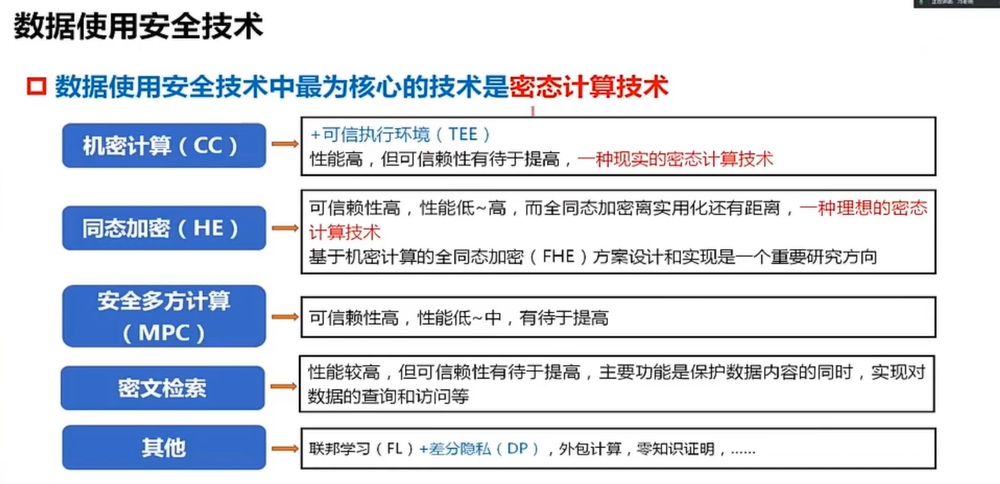 数据使用安全技术
数据使用安全技术中最为核心的技术是密态计算技术
机密计算（CC）
+可信执行环境（TEE）
性能高，但可信赖性有待于提高，一种现实的密态计算技术
同态加密（HE）
可信赖性高，性能低~高，而全同态加密离实用化还有距离，一种理想的密态
计算技术
基于机密计算的全同态加密（FHE）方案设计和实现是一个重要研究方向
安全多方计算
（MPC）
可信赖性高，性能低~中，有待于提高
密文检索
性能较高，但可信赖性有待于提高，主要功能是保护数据内容的同时，实现对
数据的查询和访问等
其他
联邦学习（FL）+差分隐私（DP），外包计算，零知识证明，……